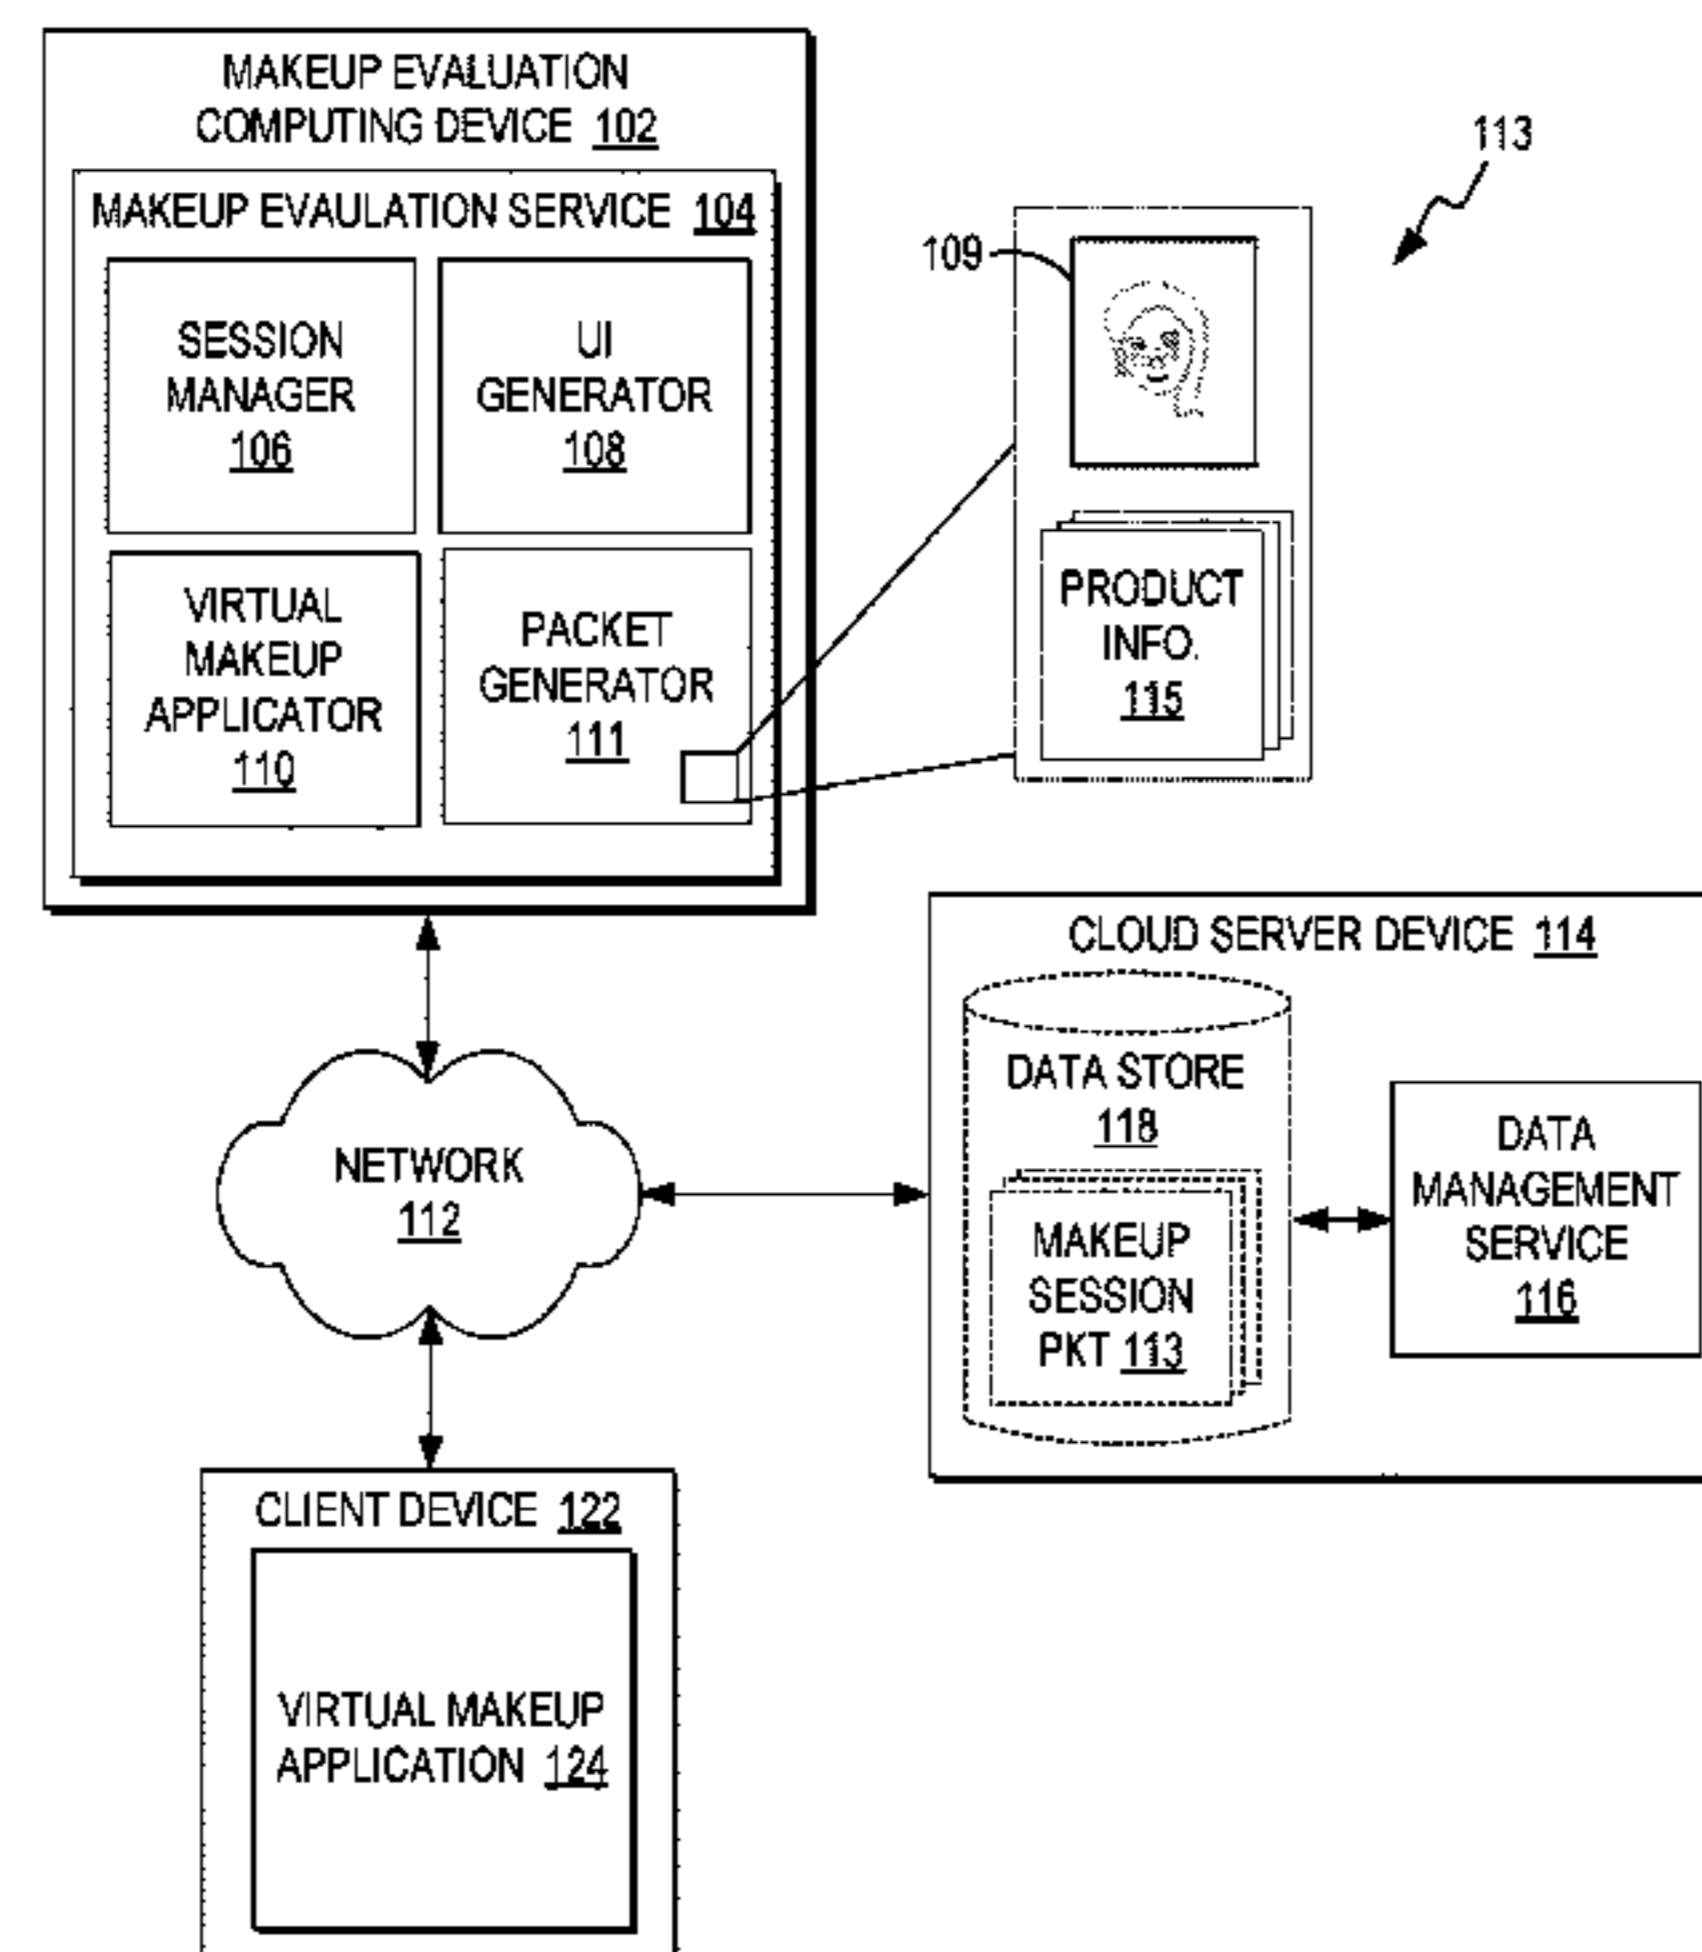 MAKEUP EVALUATION
COMPUTING DEVICE 102
MAKEUP EVAULATION SERVICE 104
SESSION
MANAGER
106
UI
GENERATOR
108
VIRTUAL
MAKEUP
APPLICATOR
110
PACKET
GENERATOR
111
113
109
PRODUCT
INFO.
115
CLOUD SERVER DEVICE 114
DATA STORE
118
MAKEUP
SESSION
PKT 113
DATA
MANAGEMENT
SERVICE
116
NETWORK
112
CLIENT DEVICE 122
VIRTUAL MAKEUP
APPLICATION 124